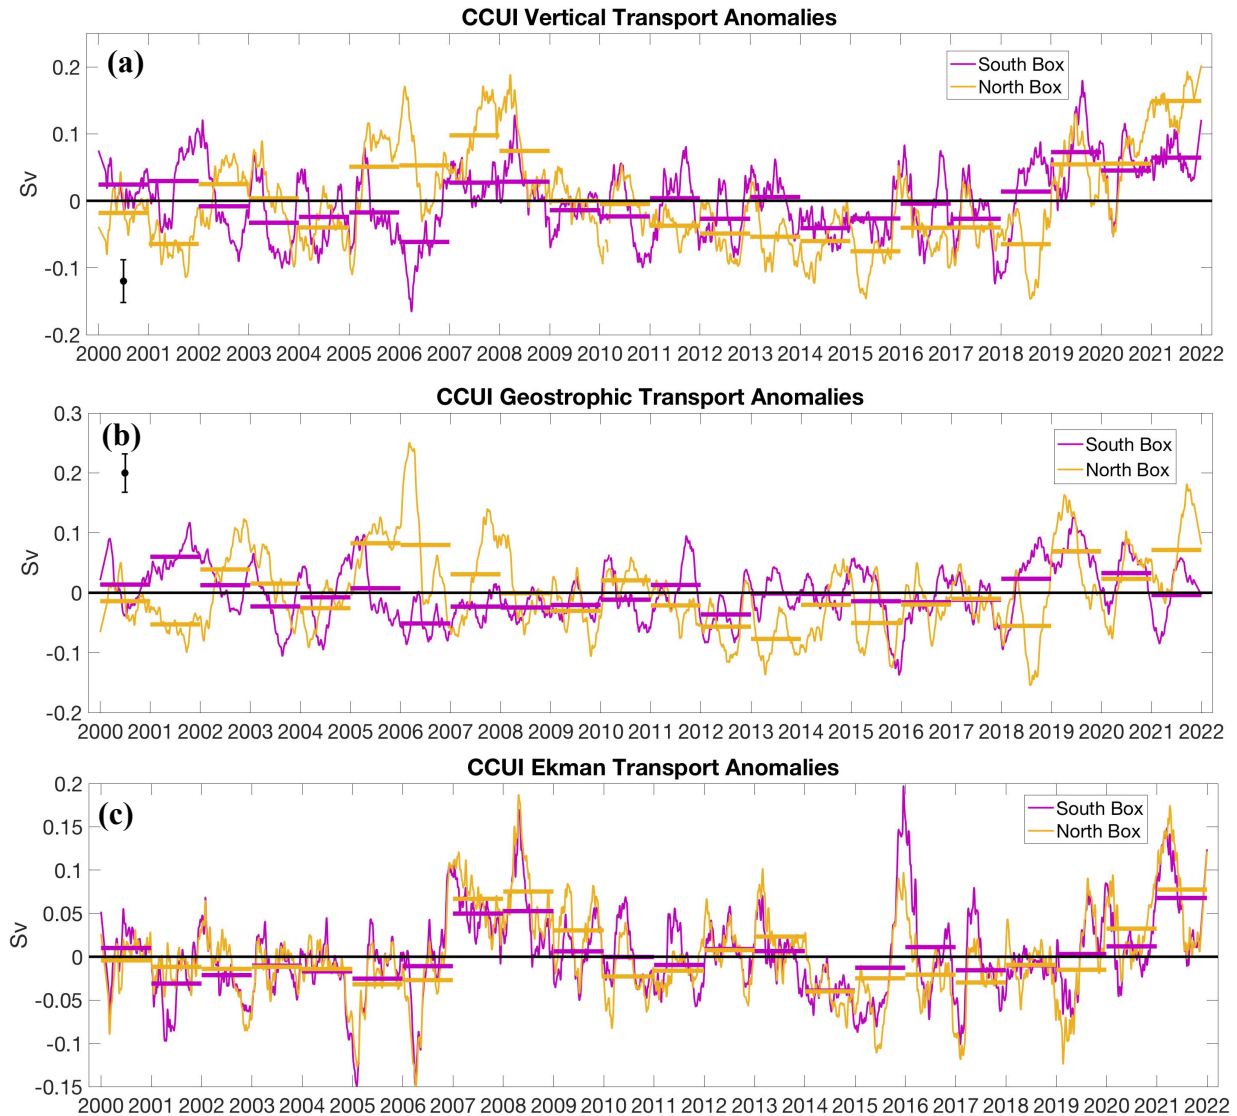 CCUI Vertical Transport Anomalies
(a)
South Box
North Box
0.2
0.1
0
-0.1
-0.2
Sv
2000 2001 2002 2003 2004 2005 2006 2007 2008 2009 2010 2011 2012 2013 2014 2015 2016 2017 2018 2019 2020 2021 2022
CCUI Geostrophic Transport Anomalies
(b)
South Box
North Box
0.3
0.2
0.1
0
-0.1
-0.2
Sv
2000 2001 2002 2003 2004 2005 2006 2007 2008 2009 2010 2011 2012 2013 2014 2015 2016 2017 2018 2019 2020 2021 2022
CCUI Ekman Transport Anomalies
(c)
South Box
North Box
0.2
0.15
0.1
0.05
0
-0.05
-0.1
-0.15
Sv
2000 2001 2002 2003 2004 2005 2006 2007 2008 2009 2010 2011 2012 2013 2014 2015 2016 2017 2018 2019 2020 2021 2022